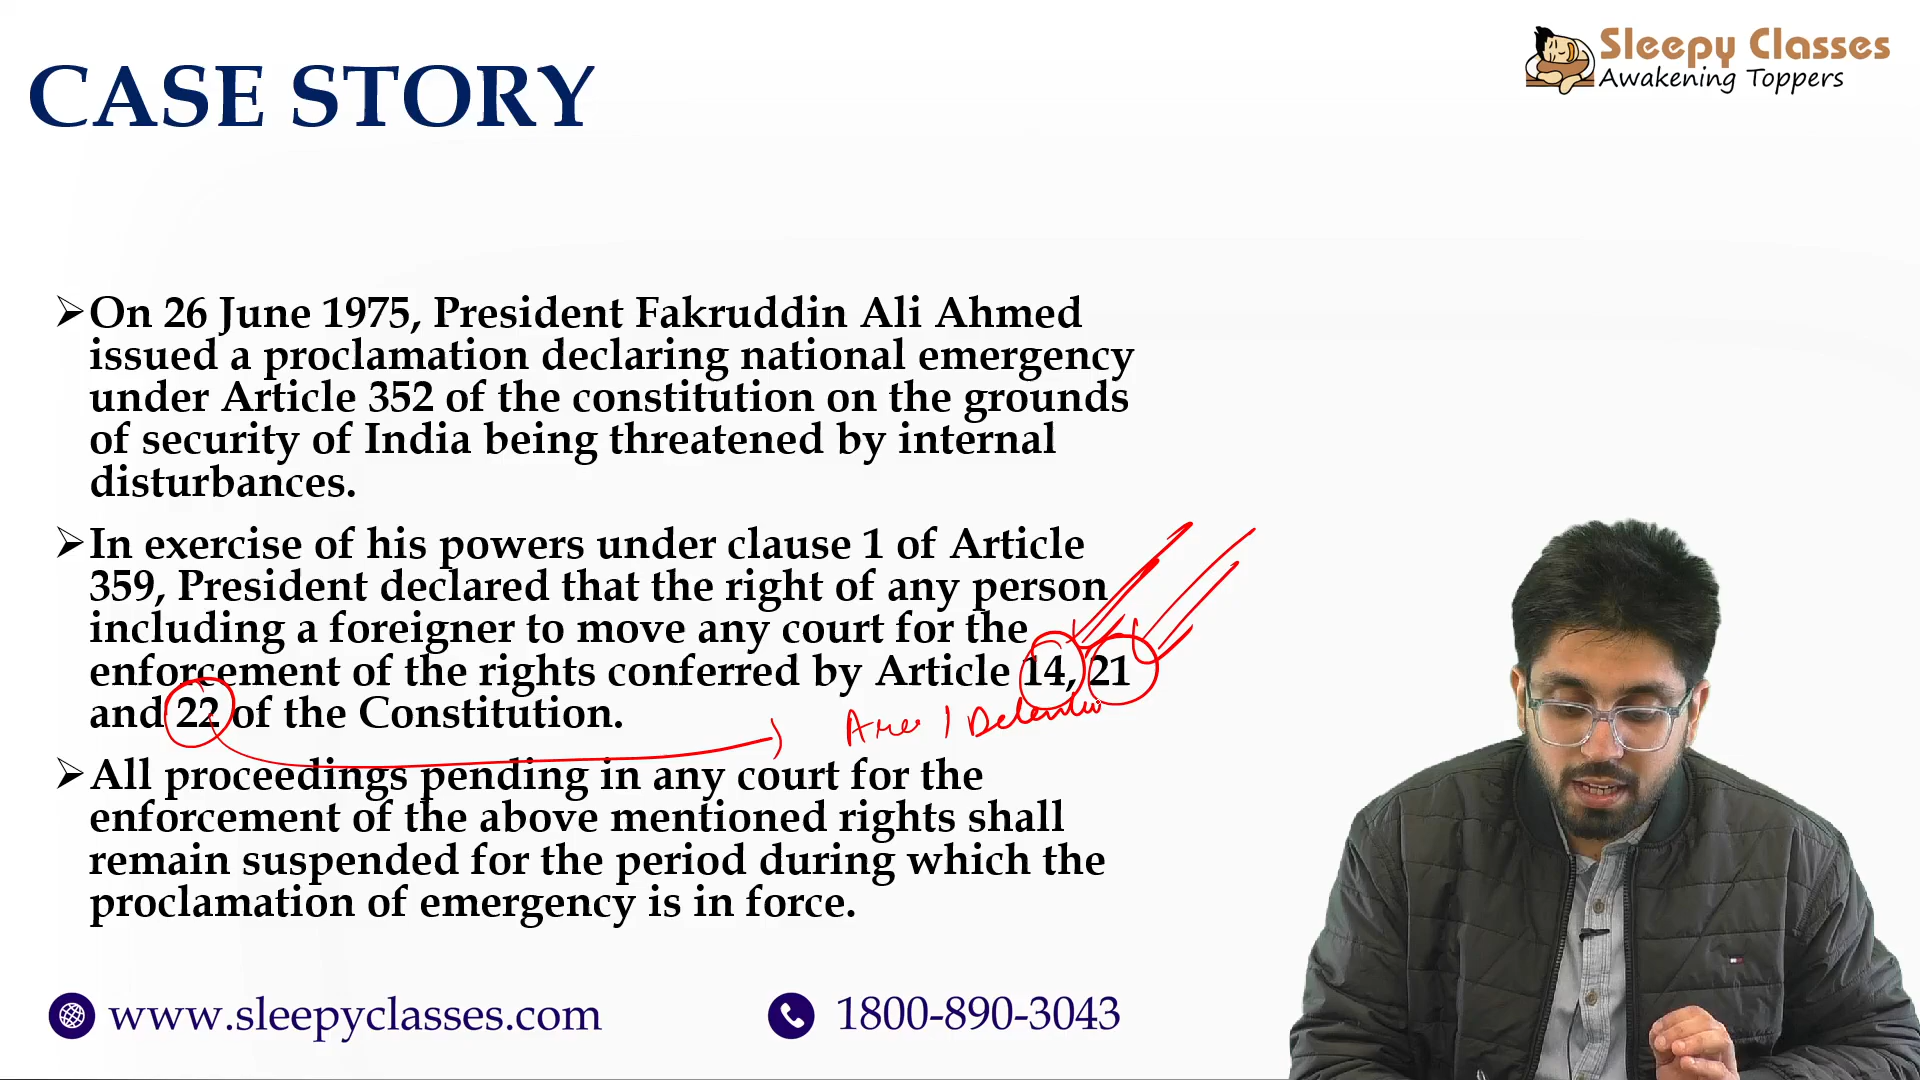 CASE STORY
Sleepy Classes
Awakening Toppers
➢On 26 June 1975, President Fakruddin Ali Ahmed
issued a proclamation declaring national emergency
under Article 352 of the constitution on the grounds
of security of India being threatened by internal
disturbances.
➢In exercise of his powers under clause 1 of Article
359, President declared that the right of any person
including a foreigner to move any court for the
enforcement of the rights conferred by Article 14, 21
and 22 of the Constitution.
➢All proceedings pending in any court for the
enforcement of the above mentioned rights shall
remain suspended for the period during which the
proclamation of emergency is in force.
www.sleepyclasses.com
1800-890-3043